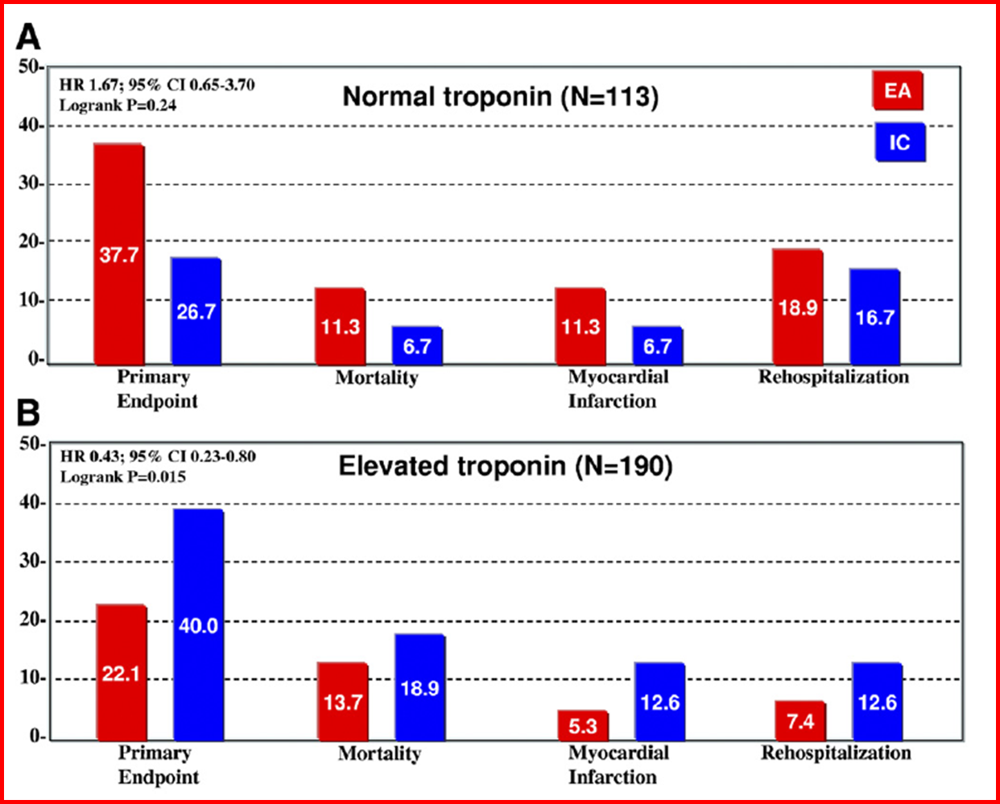 A
50-
HR 1.67; 95% CI 0.65-3.70
Logrank P=0.24
Normal troponin (N=113)
EA
IC
40-
30-
20-
10-
0-
37.7
26.7
11.3
6.7
11.3
6.7
18.9
16.7
Primary
Endpoint
Mortality
Myocardial
Infarction
Rehospitalization
B
50-
HR 0.43; 95% CI 0.23-0.80
Logrank P=0.015
Elevated troponin (N=190)
40-
30-
20-
10-
0-
22.1
40.0
13.7
18.9
5.3
12.6
7.4
12.6
Primary
Endpoint
Mortality
Myocardial
Infarction
Rehospitalization